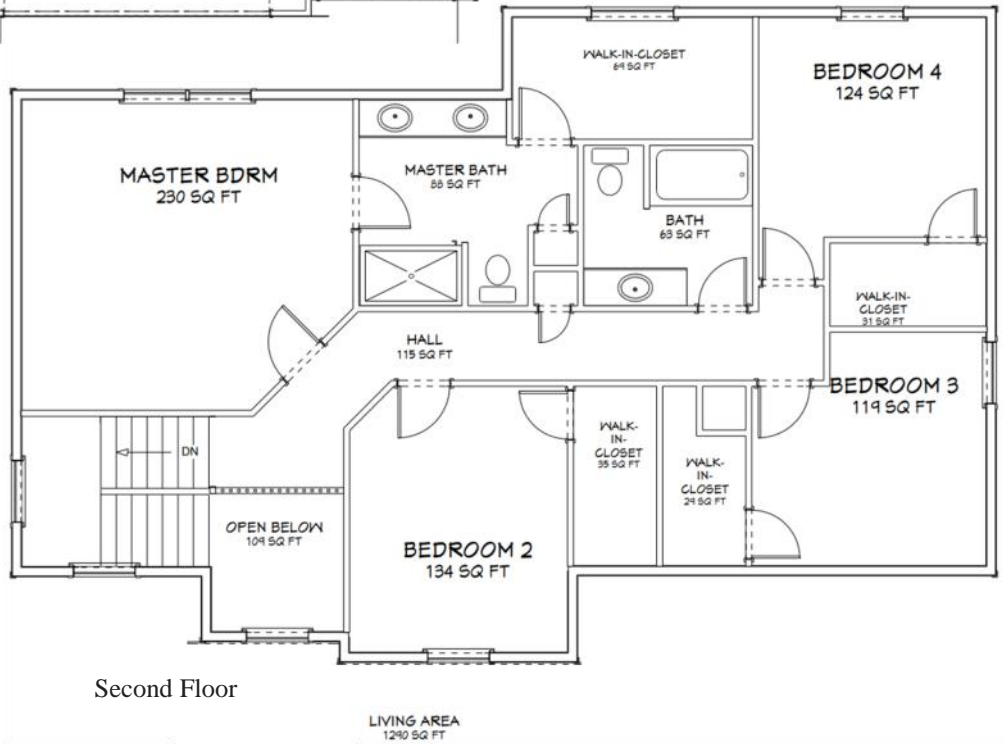 WALK-IN-CLOSET
69 SQ FT
BEDROOM 4
124 SQ FT
MASTER BDRM
230 SQ FT
MASTER BATH
88 SQ FT
BATH
63 SQ FT
WALK-IN-
CLOSET
31 SQ FT
HALL
115 SQ FT
BEDROOM 3
119 SQ FT
DN
WALK-
IN-
CLOSET
35 SQ FT
WALK-
IN-
CLOSET
29 SQ FT
OPEN BELOW
109 SQ FT
BEDROOM 2
134 SQ FT
Second Floor
LIVING AREA
1290 SQ FT